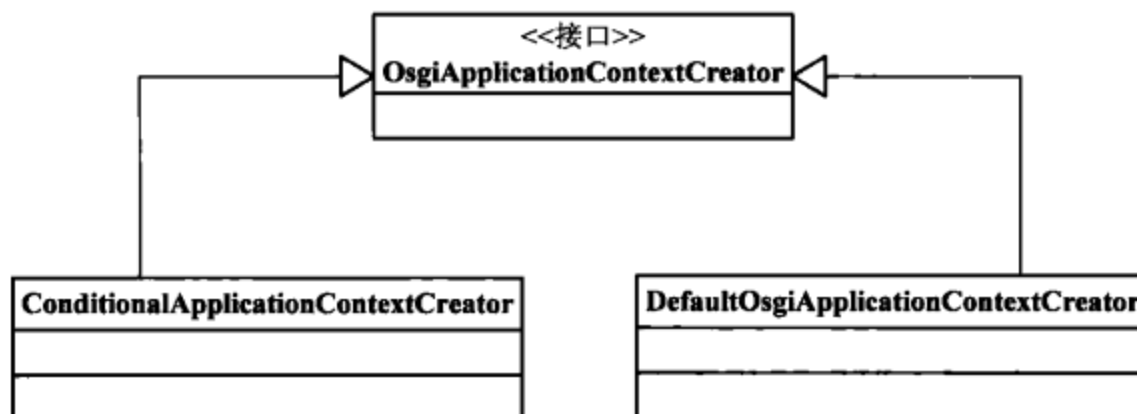 <<接口>>
OsgiApplicationContextCreator
ConditionalApplicationContextCreator
DefaultOsgiApplicationContextCreator